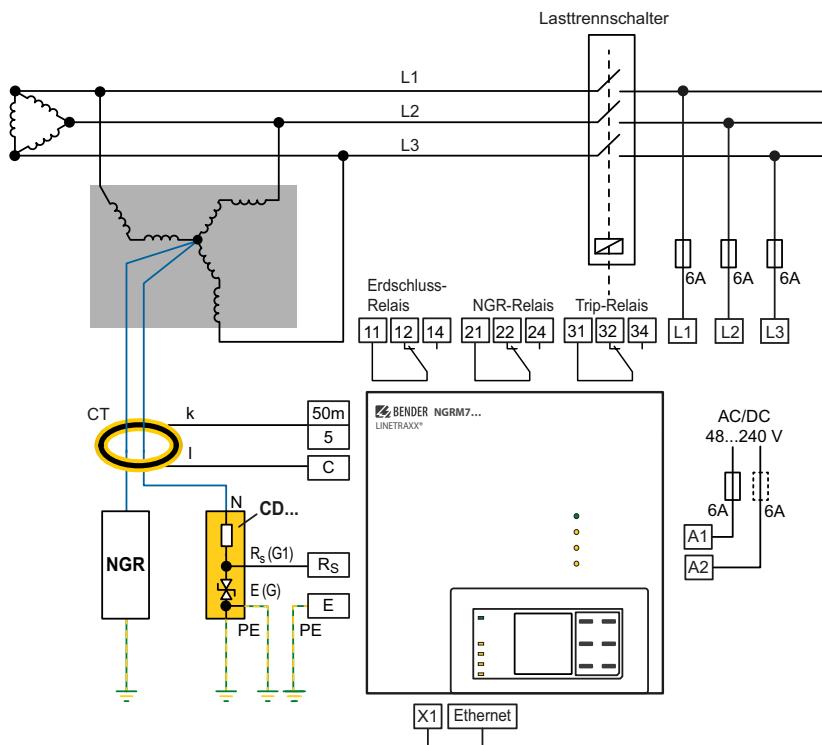 Lasttrennschalter
L1
L2
L3
6A
6A
6A
Erdschluss-
Relais
NGR-Relais
Trip-Relais
11
12
14
21
22
24
31
32
34
L1
L2
L3
CT
k
l
50m
5
C
BENDER NGRM7...
LINETRAXX®
AC/DC
48...240 V
6A
6A
A1
A2
N
CD...
NGR
Rs (G1)
RS
E (G)
E
PE
PE
X1
Ethernet